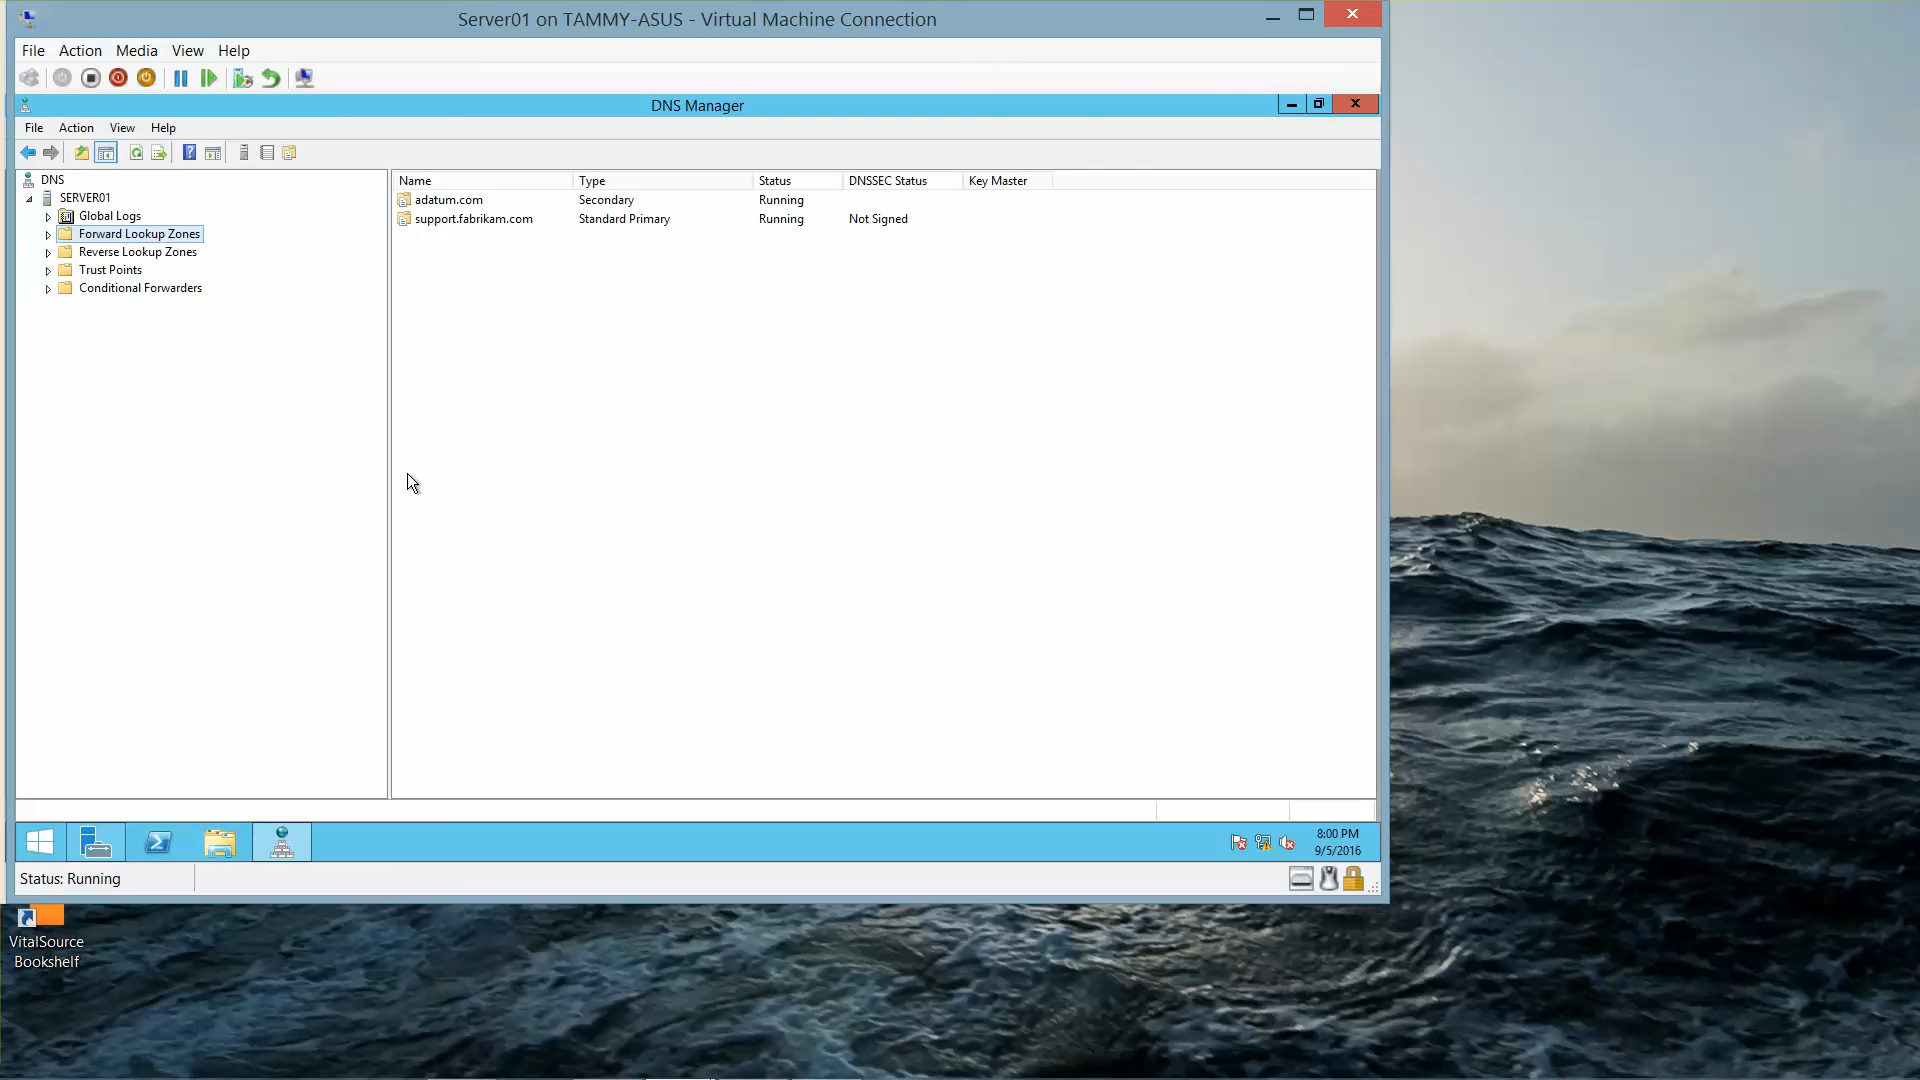 Server01 on TAMMY-ASUS - Virtual Machine Connection
File Action Media View Help
DNS Manager
File Action View Help
DNS
SERVER01
Global Logs
Forward Lookup Zones
Reverse Lookup Zones
Trust Points
Conditional Forwarders
Name Type Status DNSSEC Status Key Master
adatum.com Secondary Running
support.fabrikam.com Standard Primary Running Not Signed
8:00 PM
9/5/2016
Status: Running
VitalSource
Bookshelf